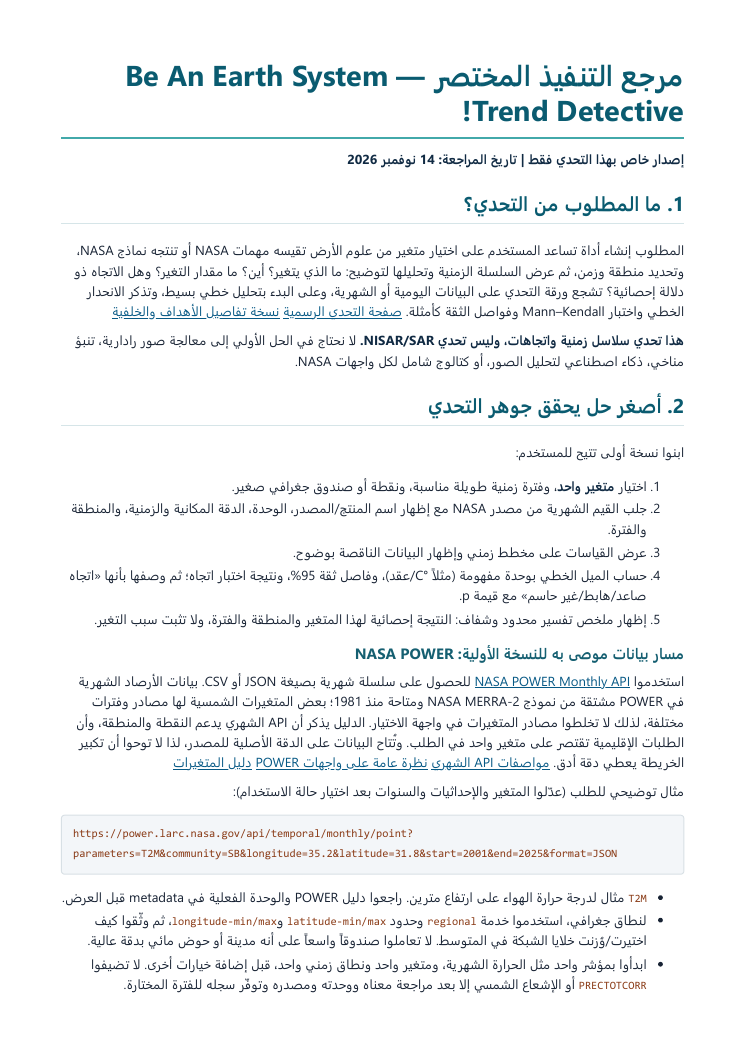 مرجع التنفيذ المختصر — Be An Earth System
Trend Detective!
إصدار خاص بهذا التحدي فقط | تاريخ المراجعة: 14 نوفمبر 2026
1. ما المطلوب من التحدي؟
المطلوب إنشاء أداة تساعد المستخدم على اختيار متغير من علوم الأرض تقيسه مهمات NASA أو تنتجه نماذج NASA،
وتحديد منطقة وزمن، ثم عرض السلسلة الزمنية وتحليلها لتوضيح: ما الذي يتغير؟ أين؟ ما مقدار التغير؟ وهل الاتجاه ذو
دلالة إحصائية؟ تشجع ورقة التحدي على البيانات اليومية أو الشهرية، وعلى البدء بتحليل خطي بسيط، وتذكر الانحدار
الخطي واختبار Mann–Kendall وفواصل الثقة كأمثلة. صفحة التحدي الرسمية نسخة تفاصيل الأهداف والخلفية
هذا تحدي سلاسل زمنية واتجاهات، وليس تحدي NISAR/SAR. لا نحتاج في الحل الأولي إلى معالجة صور رادارية، تنبؤ
مناخي، ذكاء اصطناعي لتحليل الصور، أو كتالوج شامل لكل واجهات NASA.
2. أصغر حل يحقق جوهر التحدي
ابنوا نسخة أولى تتيح للمستخدم:
1. اختيار متغير واحد، وفترة زمنية طويلة مناسبة، ونقطة أو صندوق جغرافي صغير.
2. جلب القيم الشهرية من مصدر NASA مع إظهار اسم المنتج/المصدر، الوحدة، الدقة المكانية والزمنية، والمنطقة
والفترة.
3. عرض القياسات على مخطط زمني وإظهار البيانات الناقصة بوضوح.
4. حساب الميل الخطي بوحدة مفهومة (مثلاً °C/عقد)، وفاصل ثقة 95%، ونتيجة اختبار اتجاه؛ ثم وصفها بأنها «اتجاه
صاعد/هابط/غير حاسم» مع قيمة p.
5. إظهار ملخص تفسير محدود وشفاف: النتيجة إحصائية لهذا المتغير والمنطقة والفترة، ولا تثبت سبب التغير.
مسار بيانات موصى به للنسخة الأولية: NASA POWER
استخدموا NASA POWER Monthly API للحصول على سلسلة شهرية بصيغة JSON أو CSV. بيانات الأرصاد الشهرية
في POWER مشتقة من نموذج NASA MERRA-2 ومتاحة منذ 1981؛ بعض المتغيرات الشمسية لها مصادر وفترات
مختلفة، لذلك لا تخلطوا مصادر المتغيرات في واجهة الاختيار. الدليل يذكر أن API الشهري يدعم النقطة والمنطقة، وأن
الطلبات الإقليمية تقتصر على متغير واحد في الطلب. وتُتاح البيانات على الدقة الأصلية للمصدر، لذا لا توحوا أن تكبير
الخريطة يعطي دقة أدق. مواصفات API الشهري نظرة عامة على واجهات POWER دليل المتغيرات
مثال توضيحي للطلب (عدّلوا المتغير والإحداثيات والسنوات بعد اختيار حالة الاستخدام):
https://power.larc.nasa.gov/api/temporal/monthly/point?
parameters=T2M&community=SB&longitude=35.2&latitude=31.8&start=2001&end=2025&format=JSON
• T2M مثال لدرجة حرارة الهواء على ارتفاع مترين. راجعوا دليل POWER والوحدة الفعلية في metadata قبل العرض.
• لنطاق جغرافي، استخدموا خدمة regional وحدود latitude-min/max وlongitude-min/max، ثم وثّقوا كيف
اختيرت/وُزنت خلايا الشبكة في المتوسط. لا تعاملوا صندوقاً واسعاً على أنه مدينة أو حوض مائي بدقة عالية.
• ابدأوا بمؤشر واحد مثل الحرارة الشهرية، ومتغير واحد ونطاق زمني واحد، قبل إضافة خيارات أخرى. لا تضيفوا
PRECTOTCORR أو الإشعاع الشمسي إلا بعد مراجعة معناه ووحدته ومصدره وتوفّر سجله للفترة المختارة.